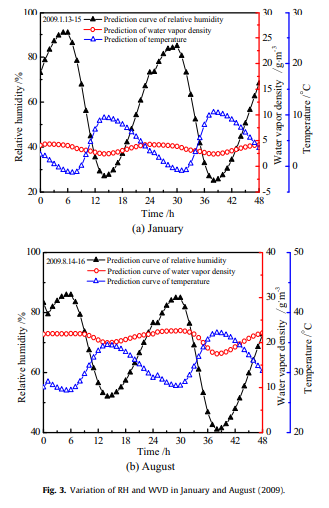 100
30
30
2009.1.13-15
Prediction curve of relative humidity
Prediction of water vapor density
Prediction of temperature
80
60
40
20
25
20
15
10
5
0
-5
20
10
0
Relative humidity /%
Water vapor density / g·m⁻³
Temperature /°C
0 6 12 18 24 30 36 42 48
Time /h
(a) January
100
40
50
2009.8.14-16
Prediction curve of relative humidity
Prediction curve of water vapor density
Prediction curve of temperature
80
60
40
30
20
10
0
40
30
20
Relative humidity /%
Water vapor density / g·m⁻³
Temperature /°C
0 6 12 18 24 30 36 42 48
Time /h
(b) August
Fig. 3. Variation of RH and WVD in January and August (2009).